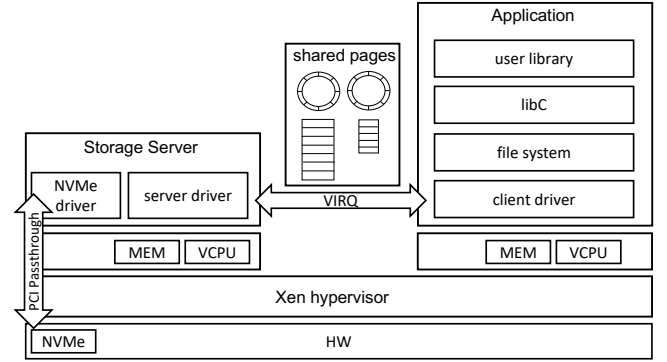 Application
shared pages
user library
libC
Storage Server
file system
NVMe
driver
server driver
VIRQ
client driver
PCI Passthrough
MEM
VCPU
MEM
VCPU
Xen hypervisor
NVMe
HW